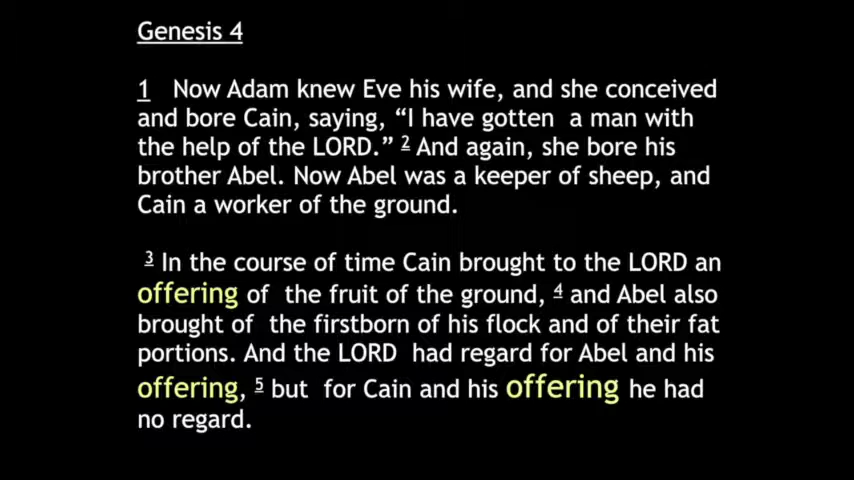 Genesis 4
1 Now Adam knew Eve his wife, and she conceived
and bore Cain, saying, “I have gotten a man with
the help of the LORD.” 2 And again, she bore his
brother Abel. Now Abel was a keeper of sheep, and
Cain a worker of the ground.
3 In the course of time Cain brought to the LORD an
offering of the fruit of the ground, 4 and Abel also
brought of the firstborn of his flock and of their fat
portions. And the LORD had regard for Abel and his
offering, 5 but for Cain and his offering he had
no regard.